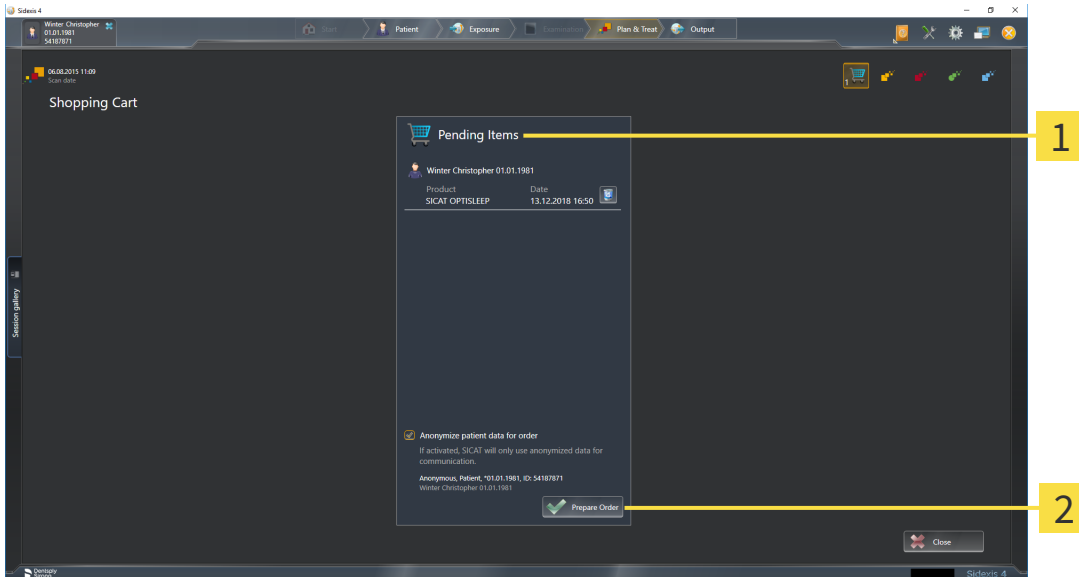 Sidexis 4
Winter Christopher
01.01.1981
54187871
Start
Patient
Exposure
Examination
Plan & Treat
Output
06.08.2015 11:09
Scan date
1
Shopping Cart
Pending Items
1
Winter Christopher 01.01.1981
Product Date
SICAT OPTISLEEP 13.12.2018 16:50
Session gallery
Anonymize patient data for order
If activated, SICAT will only use anonymized data for
communication.
Anonymous, Patient, *01.01.1981, ID: 54187871
Winter Christopher 01.01.1981
Prepare Order
2
Close
Dentsply
Sirona
Sidexis 4